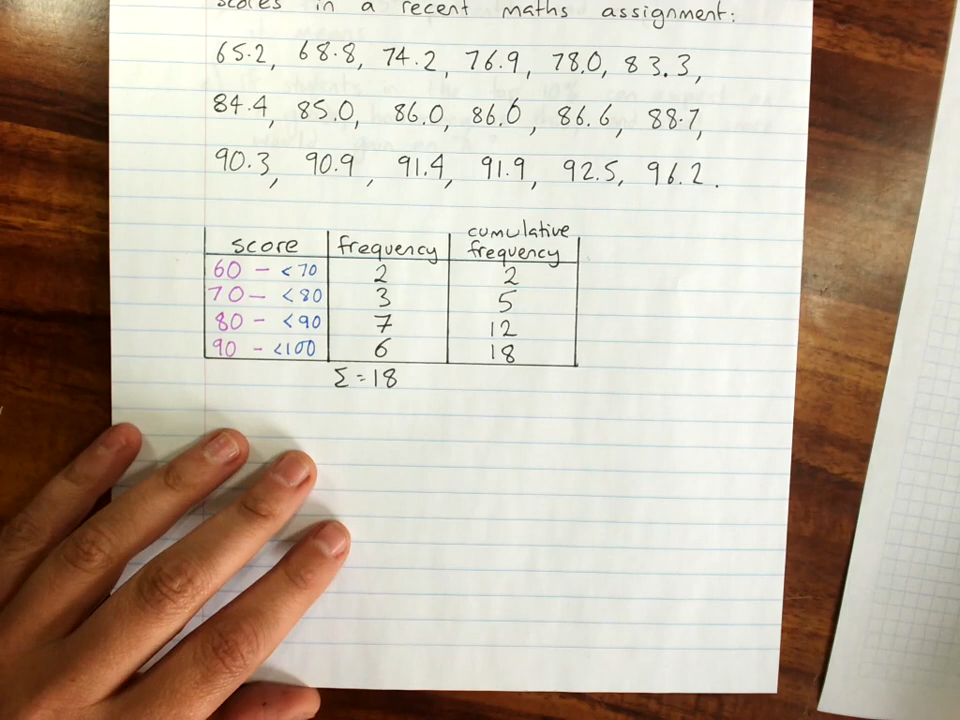 scores in a recent maths assignment:
65.2, 68.8, 74.2, 76.9, 78.0, 83.3,
84.4, 85.0, 86.0, 86.0, 86.6, 88.7,
90.3, 90.9, 91.4, 91.9, 92.5, 96.2.
score frequency cumulative frequency
60 - <70 2 2
70 - <80 3 5
80 - <90 7 12
90 - <100 6 18
Σ = 18